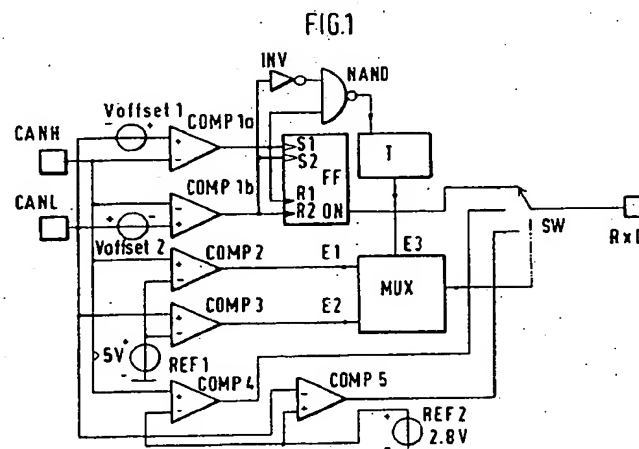 FIG.1
INV
NAND
Voffset 1
COMP 1a
CANH
S1
S2
FF
R1
R2 ON
T
CANL
COMP 1b
Voffset 2
SW
RxD
COMP 2
E1
E3
MUX
COMP 3
E2
5V
REF 1
COMP 4
COMP 5
REF 2
2.8V